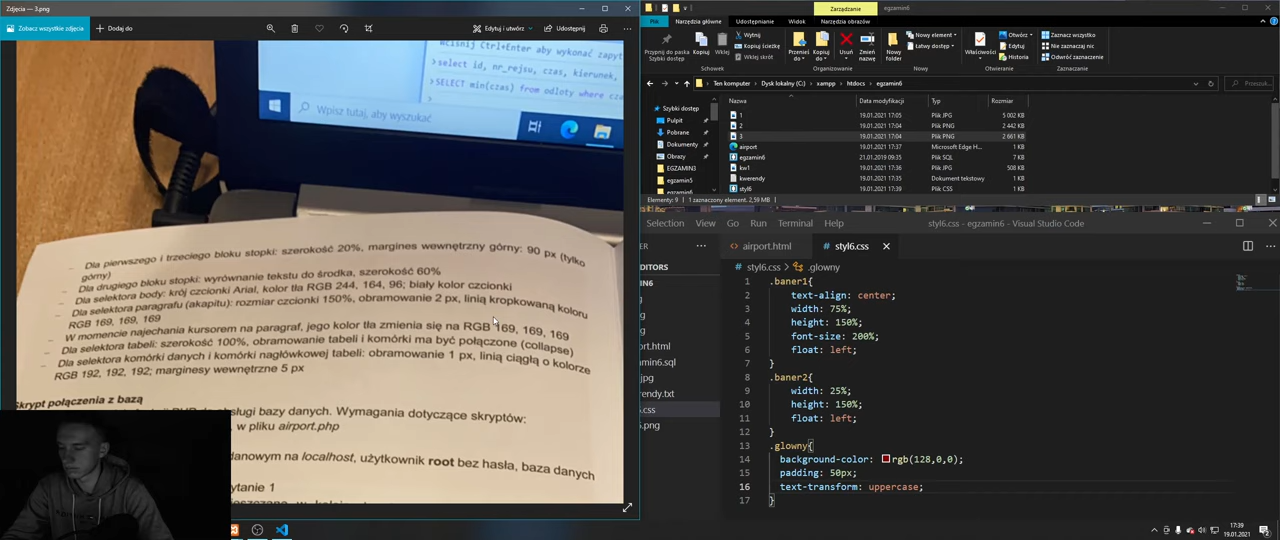 Zdjęcia — 3.png
Zobacz wszystkie zdjęcia
Dodaj do
Edytuj i utwórz
Udostępnij
Wciśnij Ctrl+Enter aby wykonać zapyt
>select id, nr_rejsu, czas, kierunek,
>SELECT min(czas) from odloty where cza
Wpisz tutaj, aby wyszukać
Dla pierwszego i trzeciego bloku stopki: szerokość 20%, margines wewnętrzny górny: 90 px (tylko
górny)
Dla drugiego bloku stopki: wyrównanie tekstu do środka, szerokość 60%
Dla selektora body: krój czcionki Arial, kolor tła RGB 244, 164, 96; biały kolor czcionki
Dla selektora paragrafu (akapitu): rozmiar czcionki 150%, obramowanie 2 px, linią kropkowaną koloru
RGB 169, 169, 169
W momencie najechania kursorem na paragraf, jego kolor tła zmienia się na RGB 169, 169, 169
Dla selektora tabeli: szerokość 100%, obramowanie tabeli i komórki ma być połączone (collapse)
Dla selektora komórki danych i komórki nagłówkowej tabeli: obramowanie 1 px, linią ciągłą o kolorze
RGB 192, 192, 192; marginesy wewnętrzne 5 px
Skrypt połączenia z bazą
do obsługi bazy danych. Wymagania dotyczące skryptów:
w pliku airport.php
danowym na localhost, użytkownik root bez hasła, baza danych
ytanie 1
Zarządzanie
egzamin6
Plik
Narzędzia główne
Udostępnianie
Widok
Narzędzia obrazów
Przypnij do paska
Szybki dostęp
Kopiuj
Wklej
Wytnij
Kopiuj ścieżkę
Wklej skrót
Schowek
Przenieś
do
Kopiuj
do
Usuń
Zmień
nazwę
Organizowanie
Nowy
folder
Nowy element
Łatwy dostęp
Nowy
Właściwości
Otwórz
Edytuj
Historia
Otwieranie
Zaznacz wszystko
Nie zaznaczaj nic
Odwróć zaznaczenie
Zaznaczanie
Ten komputer
Dysk lokalny (C:)
xampp
htdocs
egzamin6
Przeszuk...
Szybki dostęp
Pulpit
Pobrane
Dokumenty
Obrazy
EGZAMIN3
egzamin5
egzamin6
Nazwa Data modyfikacji Typ Rozmiar
1 19.01.2021 17:05 Plik JPG 5 002 KB
2 19.01.2021 17:04 Plik PNG 2 442 KB
3 19.01.2021 17:04 Plik PNG 2 661 KB
airport 19.01.2021 17:37 Microsoft Edge H... 1 KB
egzamin6 21.01.2019 09:35 Plik SQL 7 KB
kw1 19.01.2021 17:36 Plik JPG 508 KB
kwerendy 19.01.2021 17:35 Dokument tekstowy 1 KB
styl6 19.01.2021 17:39 Plik CSS 1 KB
Elementy: 9
1 zaznaczony element. 2,59 MB
Selection View Go Run Terminal Help
styl6.css - egzamin6 - Visual Studio Code
airport.html
styl6.css
styl6.css > .glowny
1 .baner1{
2 text-align: center;
3 width: 75%;
4 height: 150%;
5 font-size: 200%;
6 float: left;
7 }
8 .baner2{
9 width: 25%;
10 height: 150%;
11 float: left;
12 }
13 .glowny{
14 background-color: rgb(128,0,0);
15 padding: 50px;
16 text-transform: uppercase;
17 }
17:39
19.01.2021